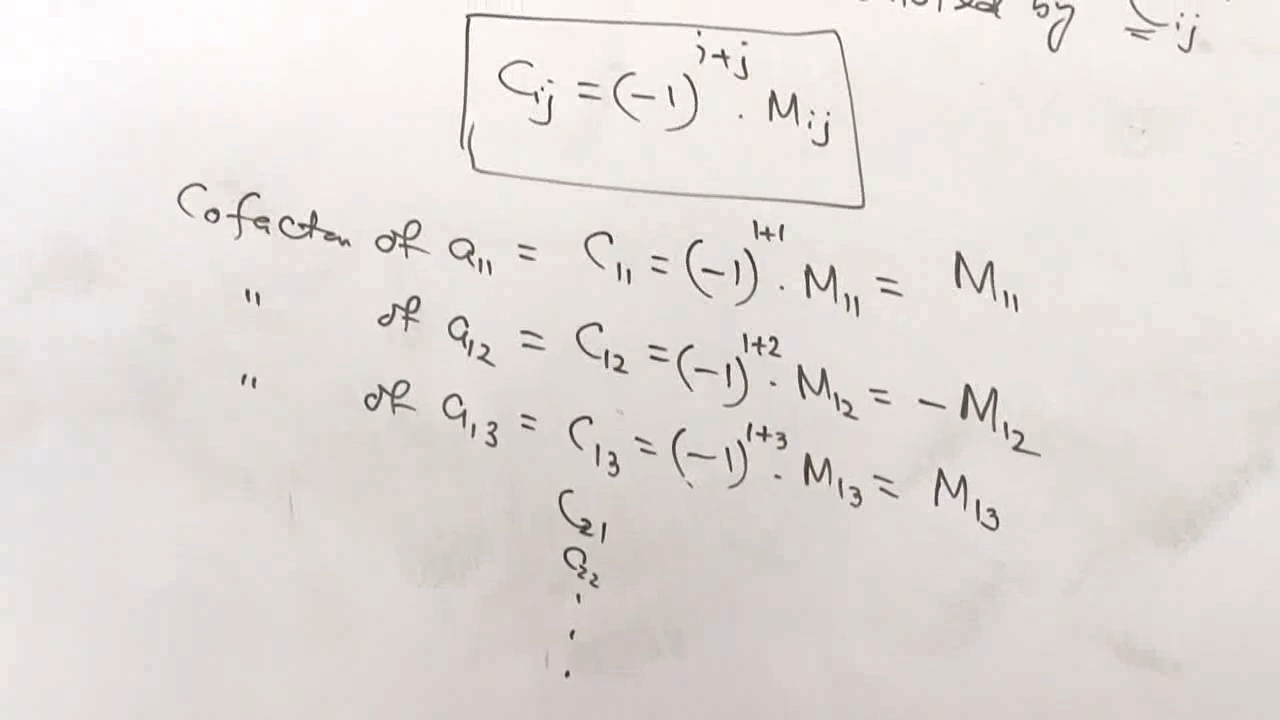 by C_ij
C_ij = (-1)^{i+j} . M_ij
Cofactor of a_11 = C_11 = (-1)^{1+1} . M_11 = M_11
" of a_12 = C_12 = (-1)^{1+2} . M_12 = - M_12
" of a_13 = C_13 = (-1)^{1+3} . M_13 = M_13
C_21
C_22
.
.
.